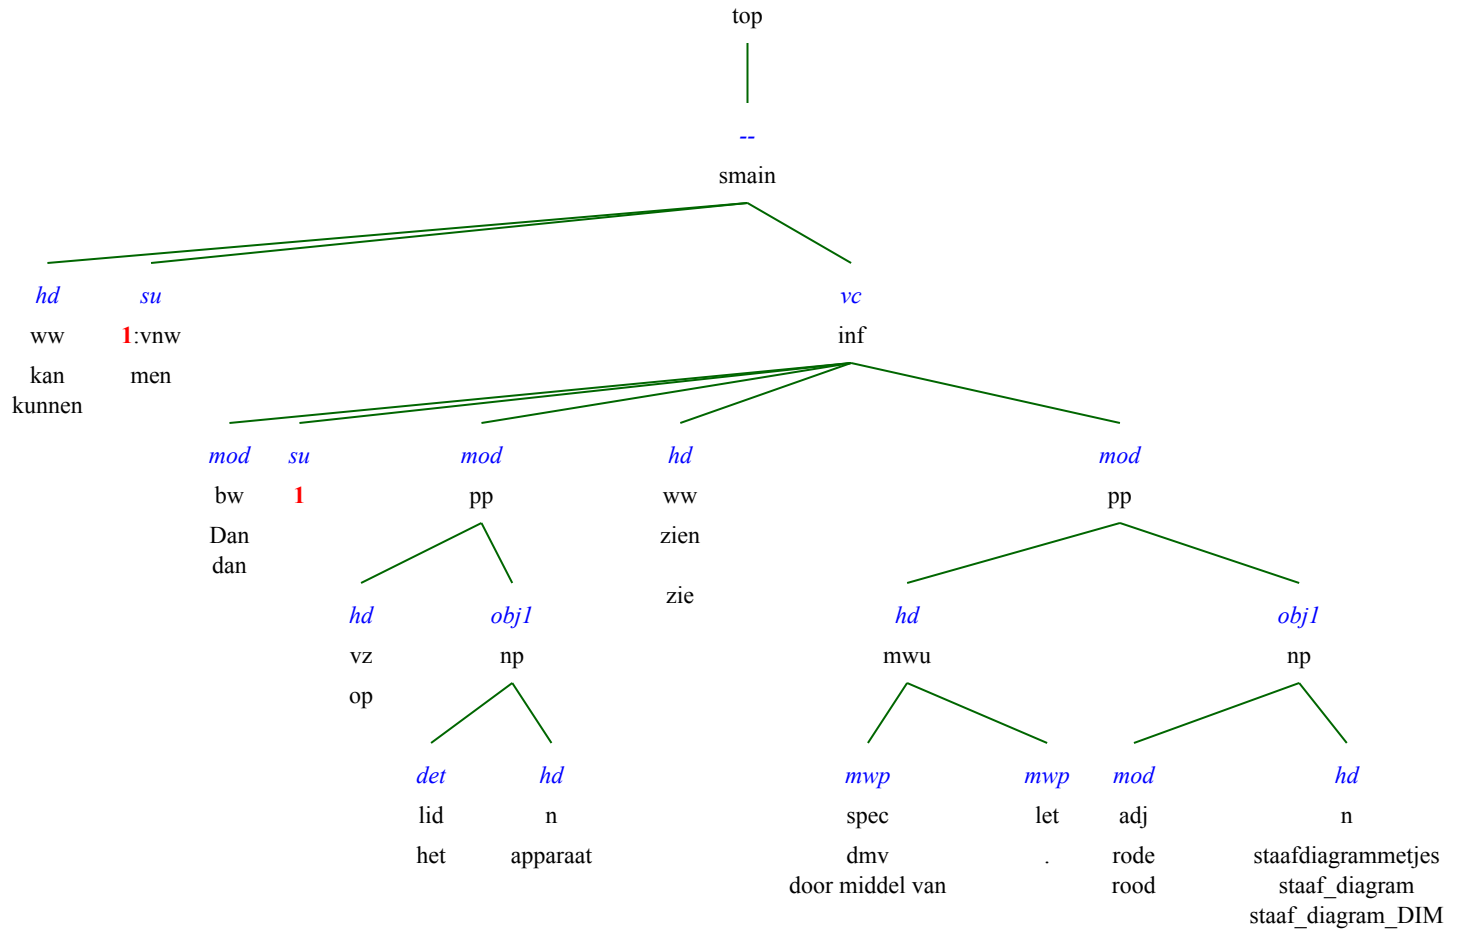 top
--
smain
hd su vc
ww 1:vnw inf
kan men
kunnen
mod su mod hd mod
bw 1 pp ww pp
Dan zien
dan
zie
hd obj1 hd obj1
vz np mwu np
op
det hd mwp mwp mod hd
lid n spec let adj n
het apparaat dmv . rode staafdiagrammetjes
door middel van rood staaf_diagram
staaf_diagram_DIM